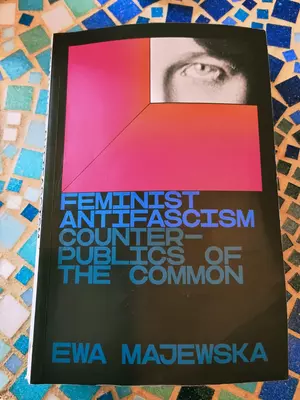 FEMINIST
ANTIFASCISM
COUNTER—
PUBLICS OF
THE COMMON
EWA MAJEWSKA